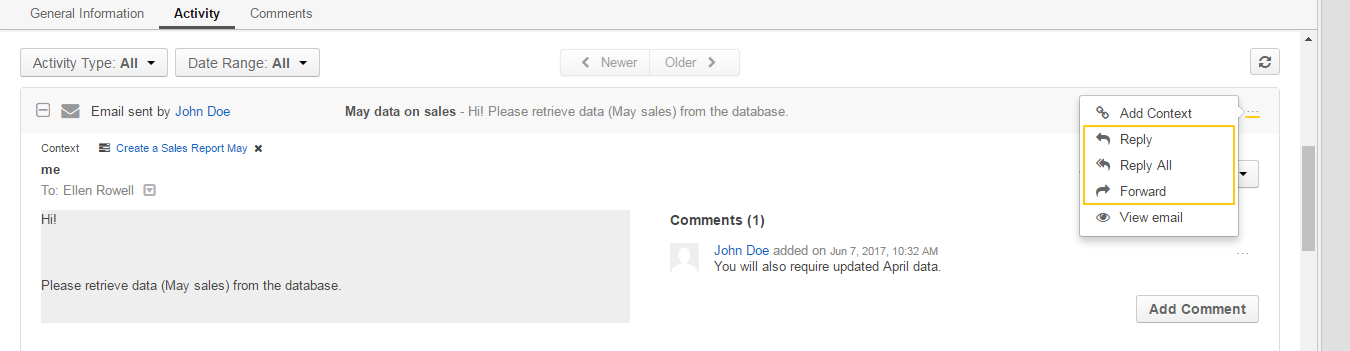 General Information Activity Comments
Activity Type: All Date Range: All Newer Older
Email sent by John Doe May data on sales - Hi! Please retrieve data (May sales) from the database. ...
Add Context
Reply
Reply All
Forward
View email
Context Create a Sales Report May
me
To: Ellen Rowell
Hi!
Please retrieve data (May sales) from the database.
Comments (1)
John Doe added on Jun 7, 2017, 10:32 AM ...
You will also require updated April data.
Add Comment